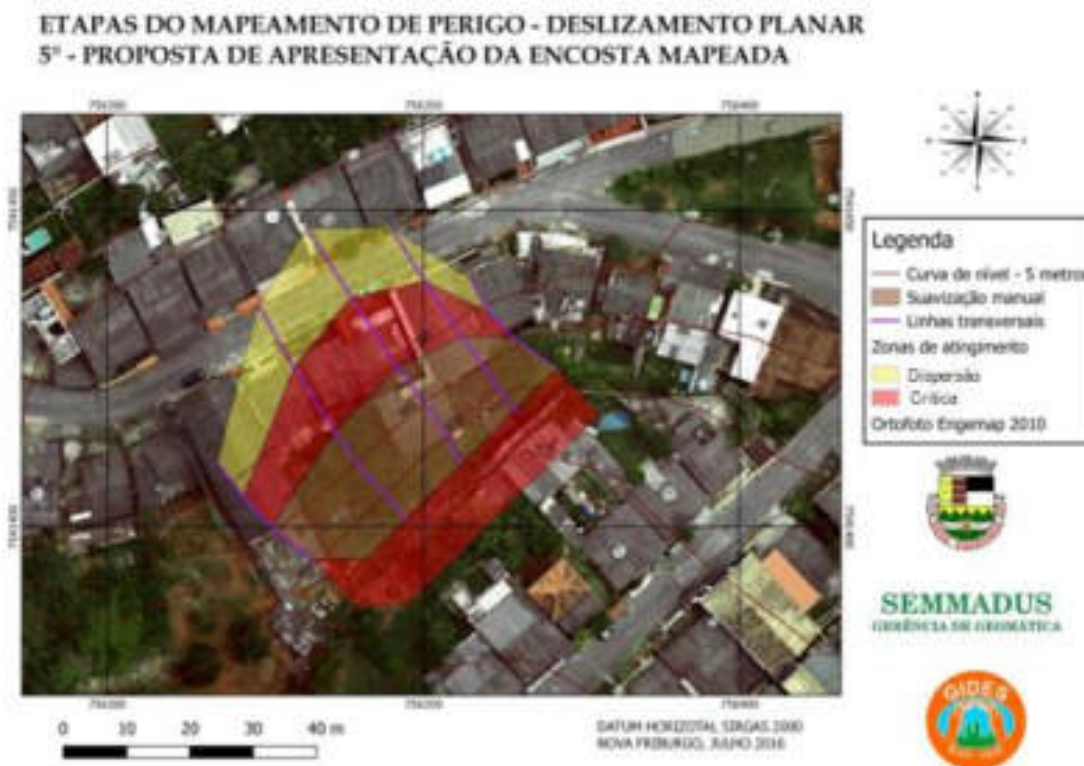 ETAPAS DO MAPEAMENTO DE PERIGO - DESLIZAMENTO PLANAR
5ª - PROPOSTA DE APRESENTAÇÃO DA ENCOSTA MAPEADA
Legenda
Curva de nível - 5 metros
Suavização manual
Linhas transversais
Zonas de atingimento
Dispersão
Crítica
Ortofoto Engemap 2010
SEMMADUS
GERÊNCIA DE GEOMÁTICA
GIDES
0 10 20 30 40 m
DATUM HORIZOTAL SIRGAS 2000
NOVA FRIBURGO, JULHO 2016